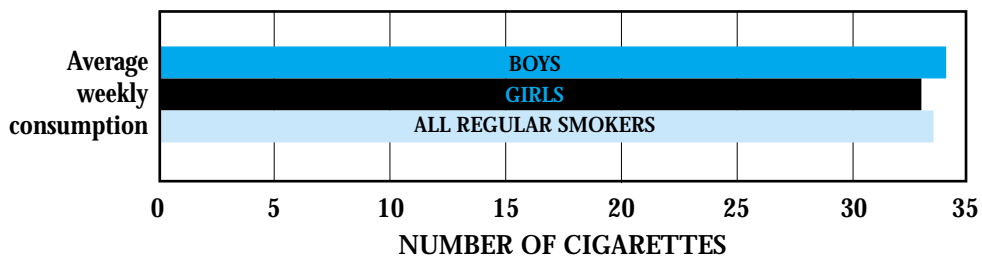 Average
weekly
consumption
BOYS
GIRLS
ALL REGULAR SMOKERS
0 5 10 15 20 25 30 35
NUMBER OF CIGARETTES